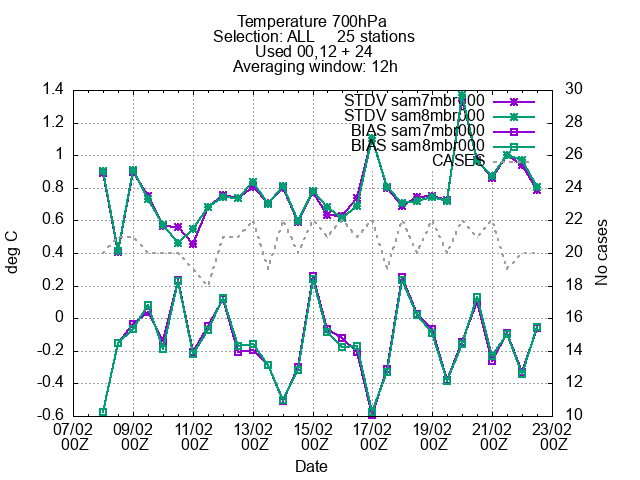 Temperature 700hPa
Selection: ALL 25 stations
Used 00,12 + 24
Averaging window: 12h
1.4
1.2
1
0.8
0.6
0.4
0.2
0
-0.2
-0.4
-0.6
deg C
STDV sam7mbr000
STDV sam8mbr000
BIAS sam7mbr000
BIAS sam8mbr000
CASES
30
28
26
24
22
20
18
16
14
12
10
No cases
07/02 09/02 11/02 13/02 15/02 17/02 19/02 21/02 23/02
00Z 00Z 00Z 00Z 00Z 00Z 00Z 00Z 00Z
Date